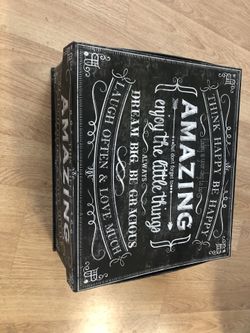 THINK HAPPY BE HAPPY
AMAZING
enjoy the little things
ALWAYS
DREAM BIG, BE GRACIOUS
LAUGH OFTEN & LOVE MUCH
AMAZING